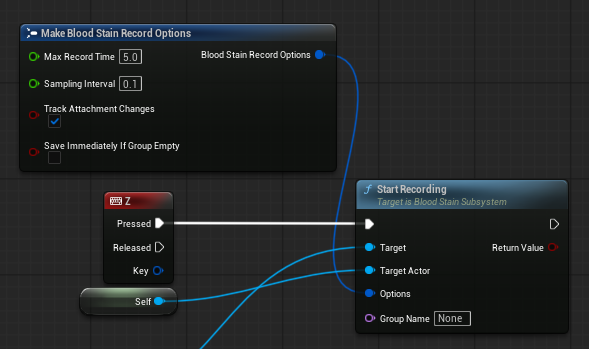 Make Blood Stain Record Options
Max Record Time 5.0 Blood Stain Record Options
Sampling Interval 0.1
Track Attachment Changes
Save Immediately If Group Empty
Z
Pressed
Released
Key
Self
f Start Recording
Target is Blood Stain Subsystem
Target Return Value
Target Actor
Options
Group Name None